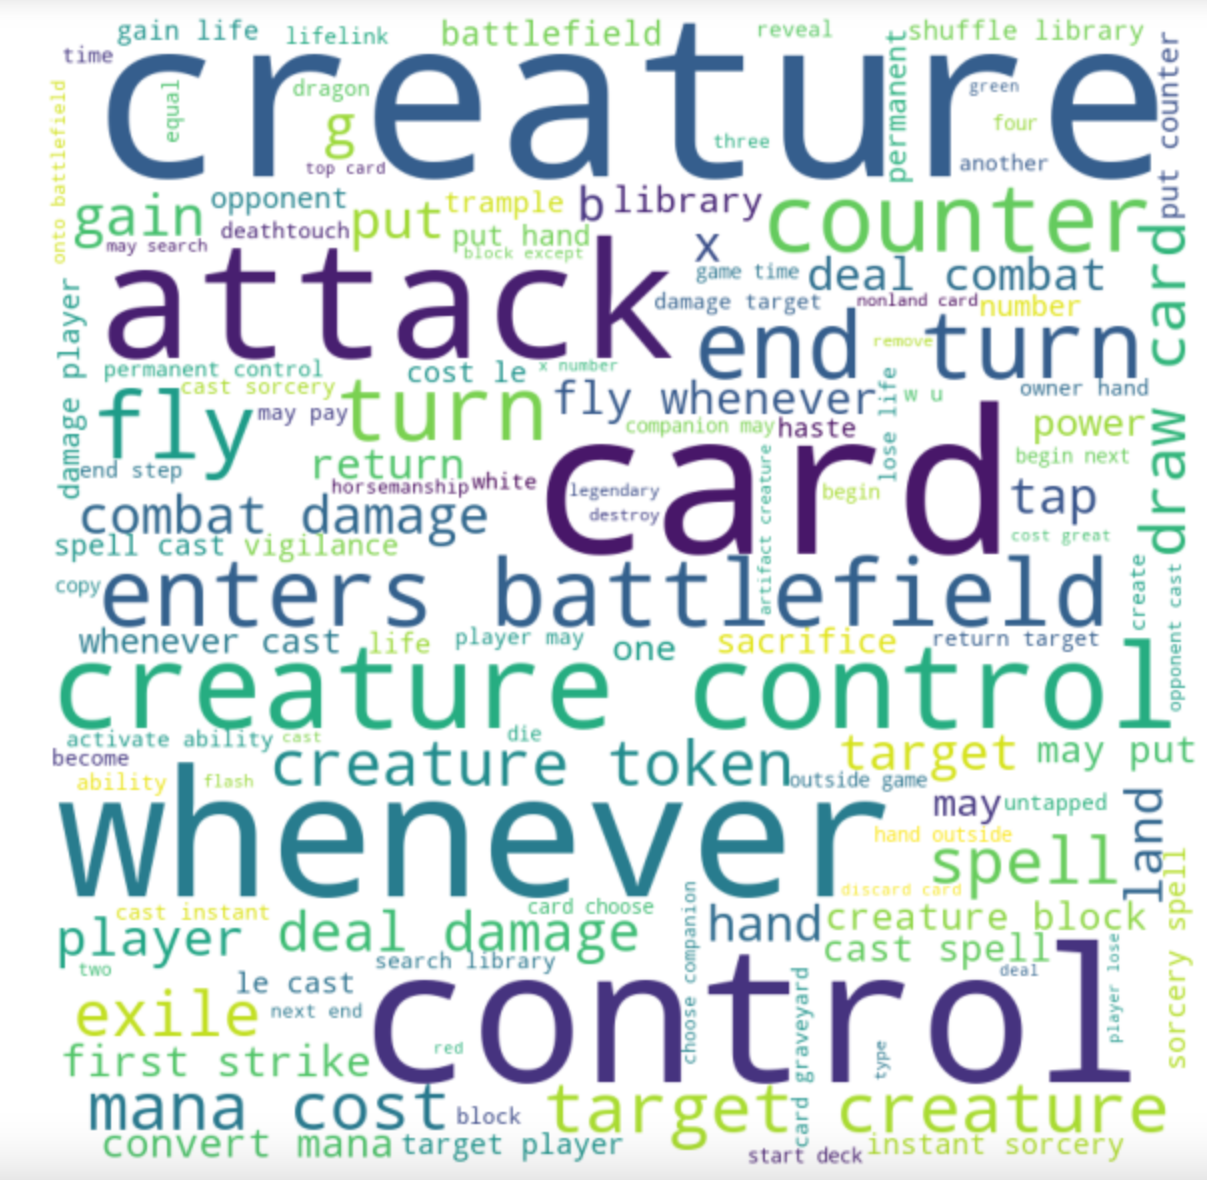 gain life
lifelink
battlefield
reveal
shuffle library
time
creature
permanent
put counter
onto battlefield
equal
dragon
g
green
four
three
top card
another
opponent
gain
put
trample
b
library
counter
deathtouch
may search
put hand
block except
x
attack
game time
deal combat
draw card
damage player
damage target
nonland card
number
end turn
remove
permanent control
cost le
x number
cast sorcery
fly
may pay
turn
fly whenever
lose life
w u
owner hand
companion may
haste
power
end step
return
horsemanship
white
card
legendary
destroy
artifact creature
begin
begin next
tap
combat damage
cost great
spell cast
vigilance
copy
enters battlefield
create
opponent cast
whenever cast
life
player may
one
sacrifice
return target
creature control
activate ability
cast
die
become
creature token
target
may put
ability
flash
outside game
whenever
may
untapped
land
hand outside
spell
sorcery spell
discard card
cast instant
card choose
player
deal damage
choose companion
hand
creature block
cast spell
two
search library
le cast
deal
player lose
exile
next end
control
card graveyard
red
type
first strike
mana cost
block
target creature
convert mana
target player
start deck
instant sorcery